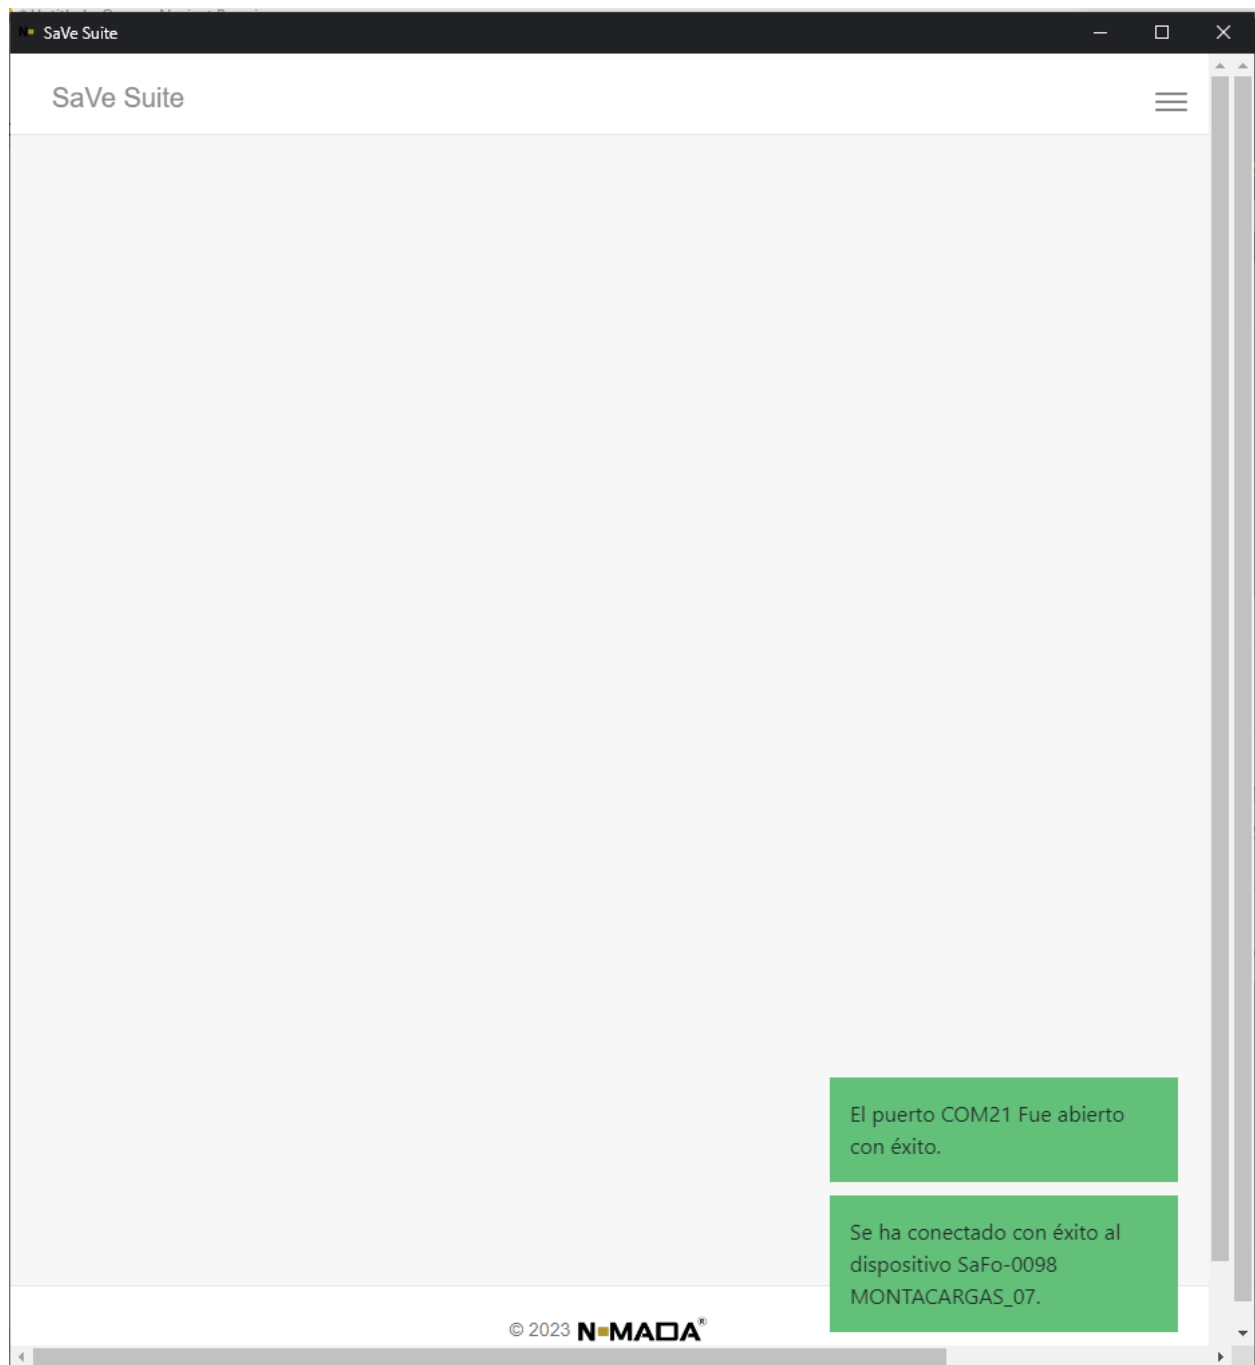 SaVe Suite
SaVe Suite
El puerto COM21 Fue abierto
con éxito.
Se ha conectado con éxito al
dispositivo SaFo-0098
MONTACARGAS_07.
© 2023 N-MADA®